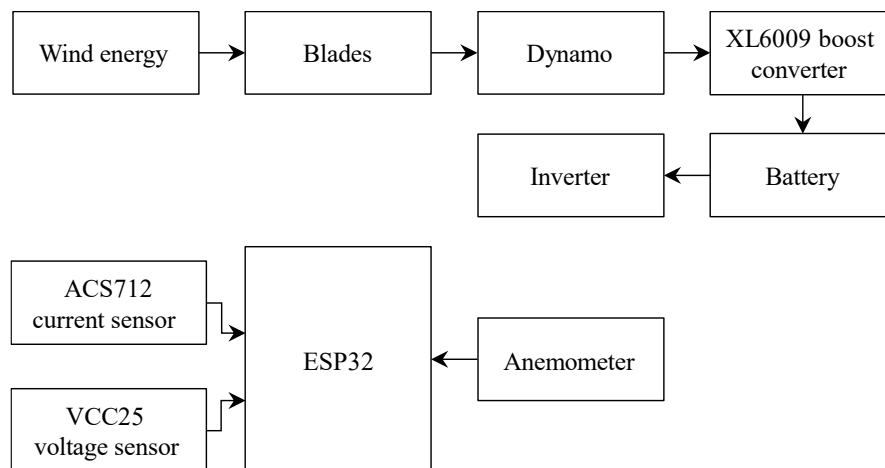 Wind energy
Blades
Dynamo
XL6009 boost
converter
Inverter
Battery
ACS712
current sensor
ESP32
Anemometer
VCC25
voltage sensor